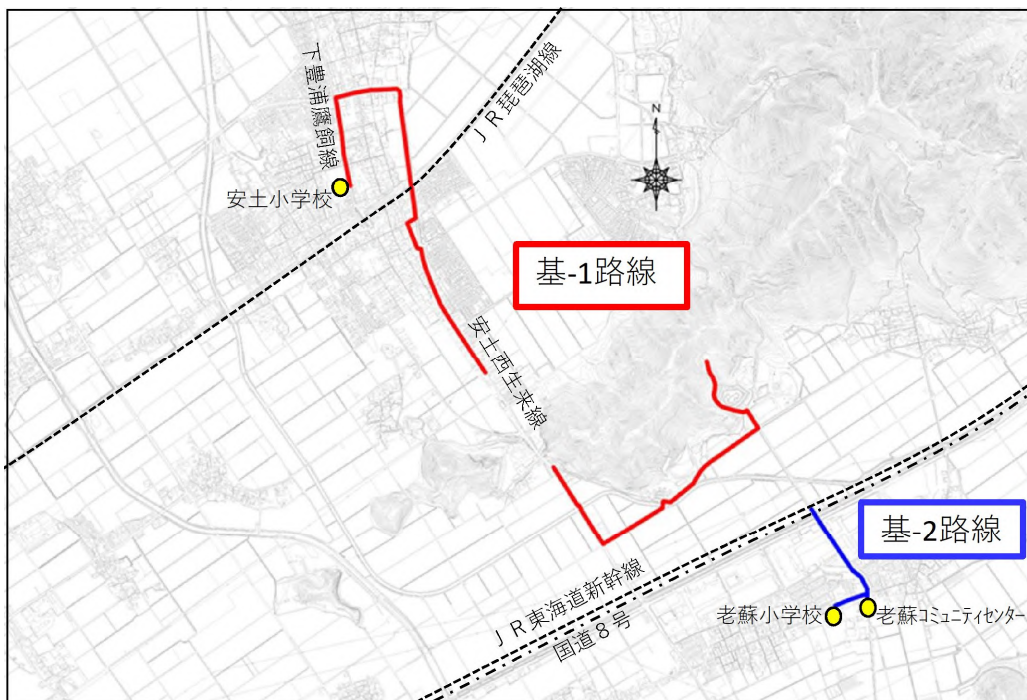 下豊浦鷹飼線
JR琵琶湖線
N
安土小学校
基-1路線
安土西生来線
基-2路線
JR東海道新幹線
国道8号
老蘇小学校
老蘇コミュニティセンター